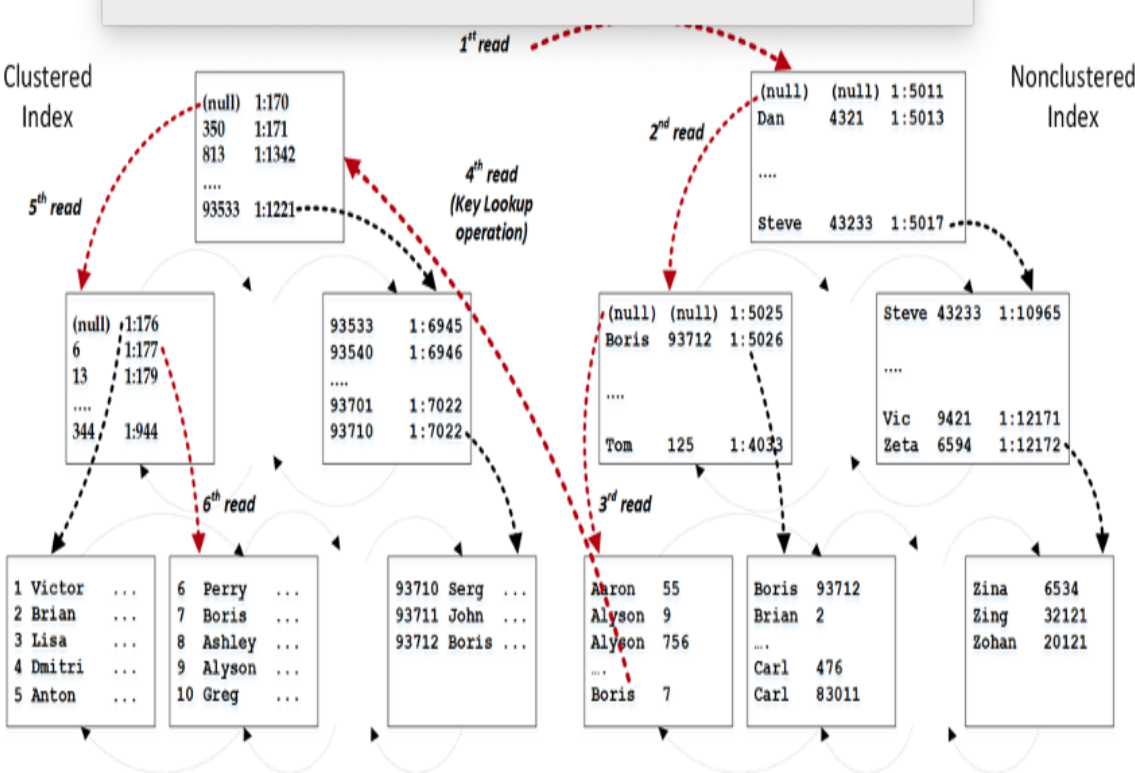 1st read
Clustered
Index
Nonclustered
Index
(null) 1:170
350 1:171
813 1:1342
....
93533 1:1221
(null) (null) 1:5011
Dan 4321 1:5013
....
Steve 43233 1:5017
2nd read
4th read
(Key Lookup
operation)
5th read
(null) 1:176
6 1:177
13 1:179
....
344 1:944
93533 1:6945
93540 1:6946
....
93701 1:7022
93710 1:7022
(null) (null) 1:5025
Boris 93712 1:5026
....
Tom 125 1:4033
Steve 43233 1:10965
....
Vic 9421 1:12171
Zeta 6594 1:12172
6th read
3rd read
1 Victor ...
2 Brian ...
3 Lisa ...
4 Dmitri ...
5 Anton ...
6 Perry ...
7 Boris ...
8 Ashley ...
9 Alyson ...
10 Greg ...
93710 Serg ...
93711 John ...
93712 Boris ...
Aaron 55
Alyson 9
Alyson 756
....
Boris 7
Boris 93712
Brian 2
....
Carl 476
Carl 83011
Zina 6534
Zing 32121
Zohan 20121